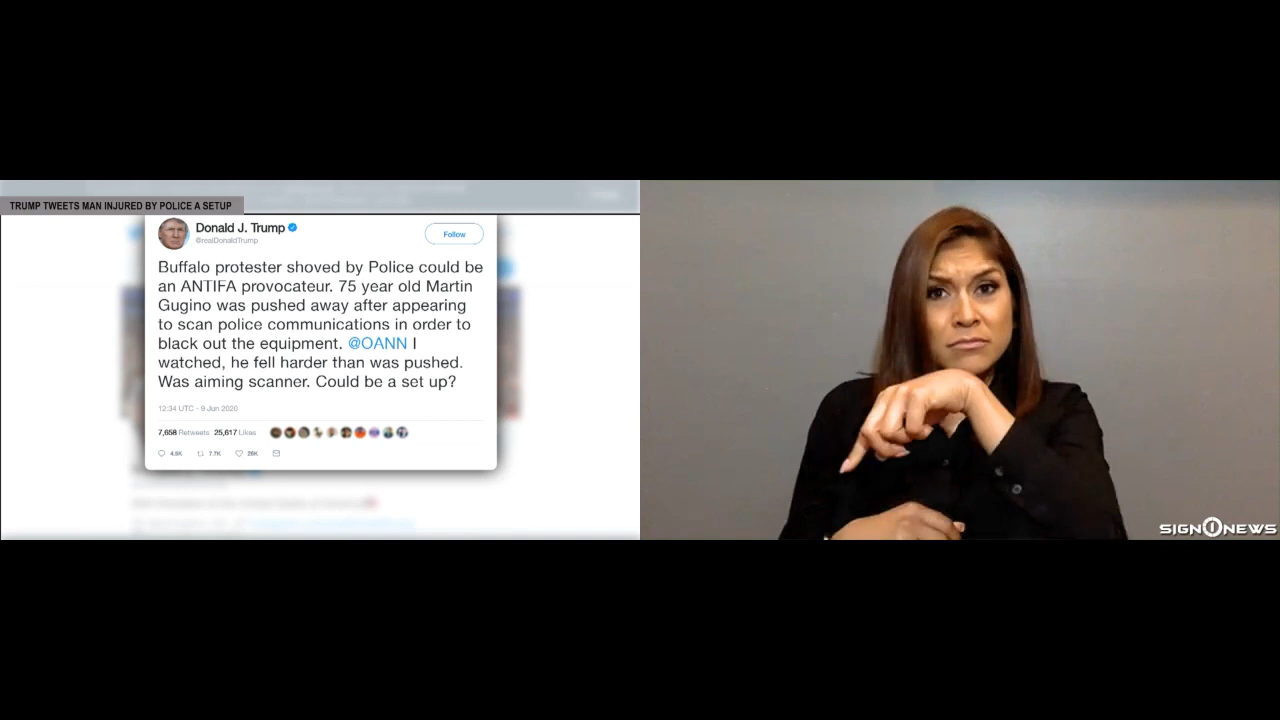 TRUMP TWEETS MAN INJURED BY POLICE A SETUP
Donald J. Trump
@realDonaldTrump
Follow
Buffalo protester shoved by Police could be
an ANTIFA provocateur. 75 year old Martin
Gugino was pushed away after appearing
to scan police communications in order to
black out the equipment. @OANN I
watched, he fell harder than was pushed.
Was aiming scanner. Could be a set up?
12:34 UTC - 9 Jun 2020
7,658 Retweets 25,617 Likes
4.8K 7.7K 26K
SIGN1NEWS